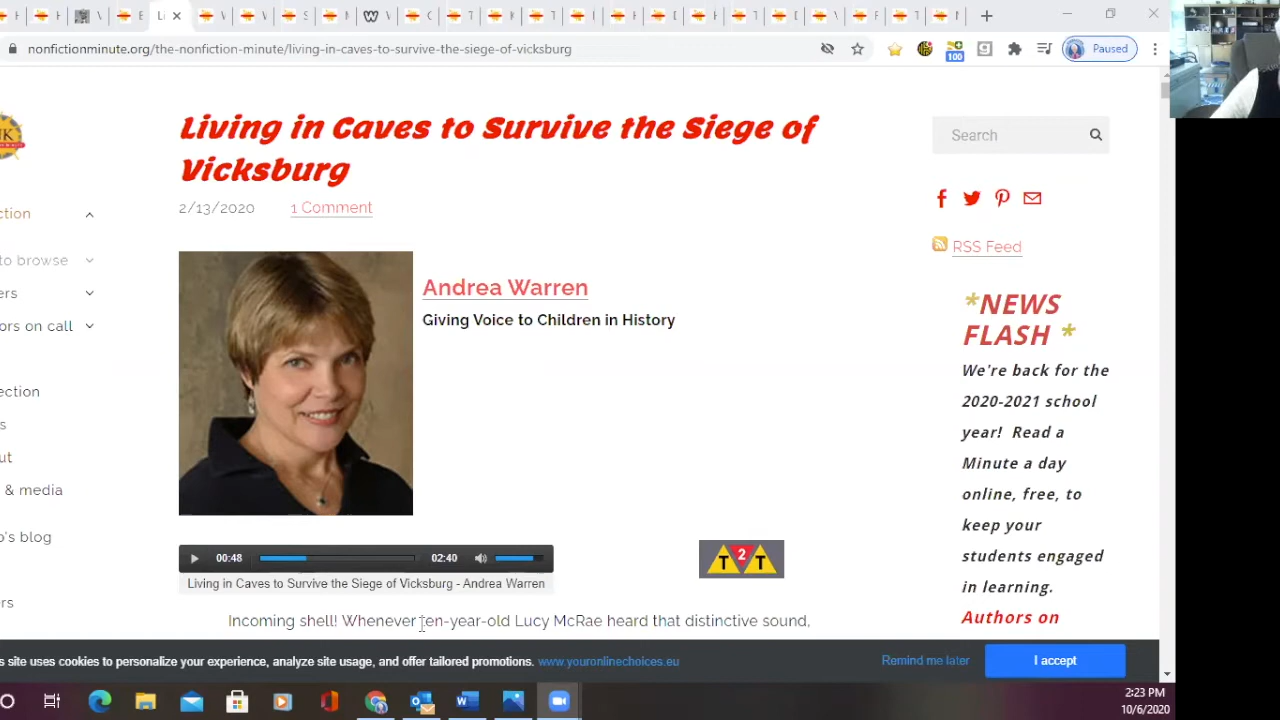 nonfictionminute.org/the-nonfiction-minute/living-in-caves-to-survive-the-siege-of-vicksburg
100
Paused
Living in Caves to Survive the Siege of
Vicksburg
2/13/2020
1 Comment
Andrea Warren
Giving Voice to Children in History
00:48
02:40
Living in Caves to Survive the Siege of Vicksburg - Andrea Warren
T 2 T
Incoming shell! Whenever ten-year-old Lucy McRae heard that distinctive sound,
Search
RSS Feed
*NEWS
FLASH *
We're back for the
2020-2021 school
year! Read a
Minute a day
online, free, to
keep your
students engaged
in learning.
Authors on
to browse
on call
& media
blog
site uses cookies to personalize your experience, analyze site usage, and offer tailored promotions. www.youronlinechoices.eu
Remind me later
I accept
2:23 PM
10/6/2020